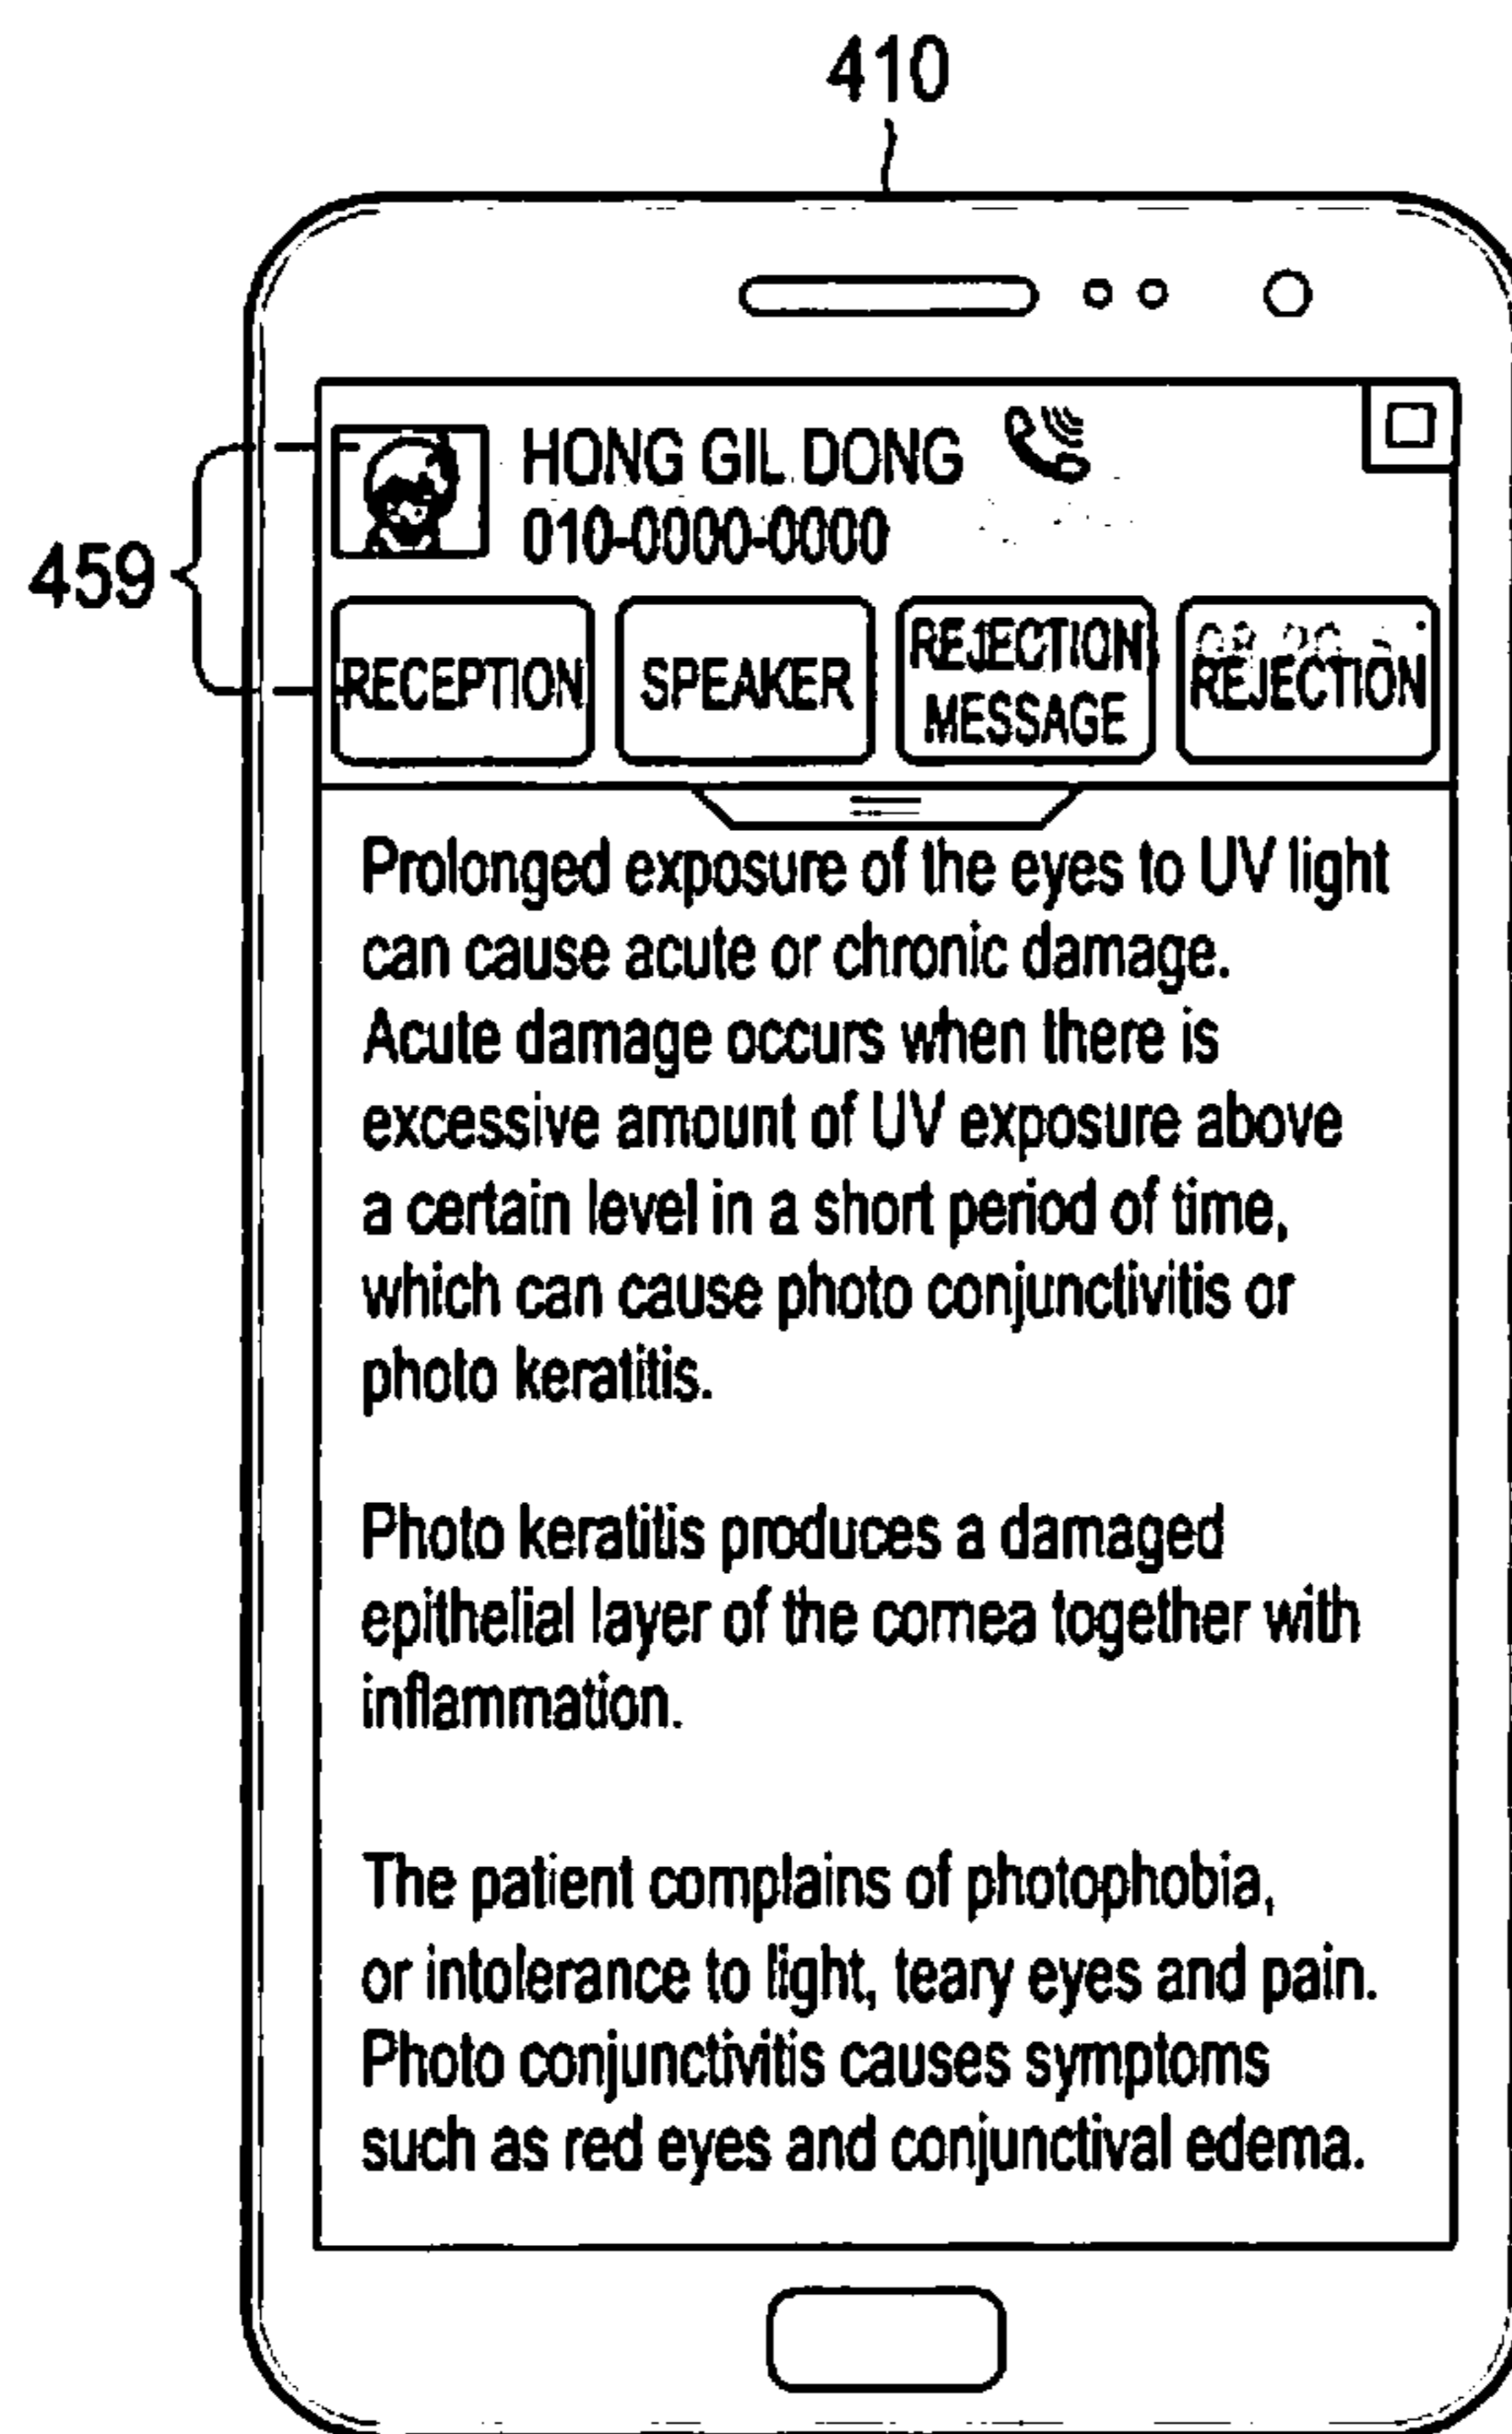 410
459
HONG GIL DONG
010-0000-0000
RECEPTION
SPEAKER
REJECTION
MESSAGE
REJECTION
Prolonged exposure of the eyes to UV light
can cause acute or chronic damage.
Acute damage occurs when there is
excessive amount of UV exposure above
a certain level in a short period of time,
which can cause photo conjunctivitis or
photo keratitis.
Photo keratitis produces a damaged
epithelial layer of the cornea together with
inflammation.
The patient complains of photophobia,
or intolerance to light, teary eyes and pain.
Photo conjunctivitis causes symptoms
such as red eyes and conjunctival edema.